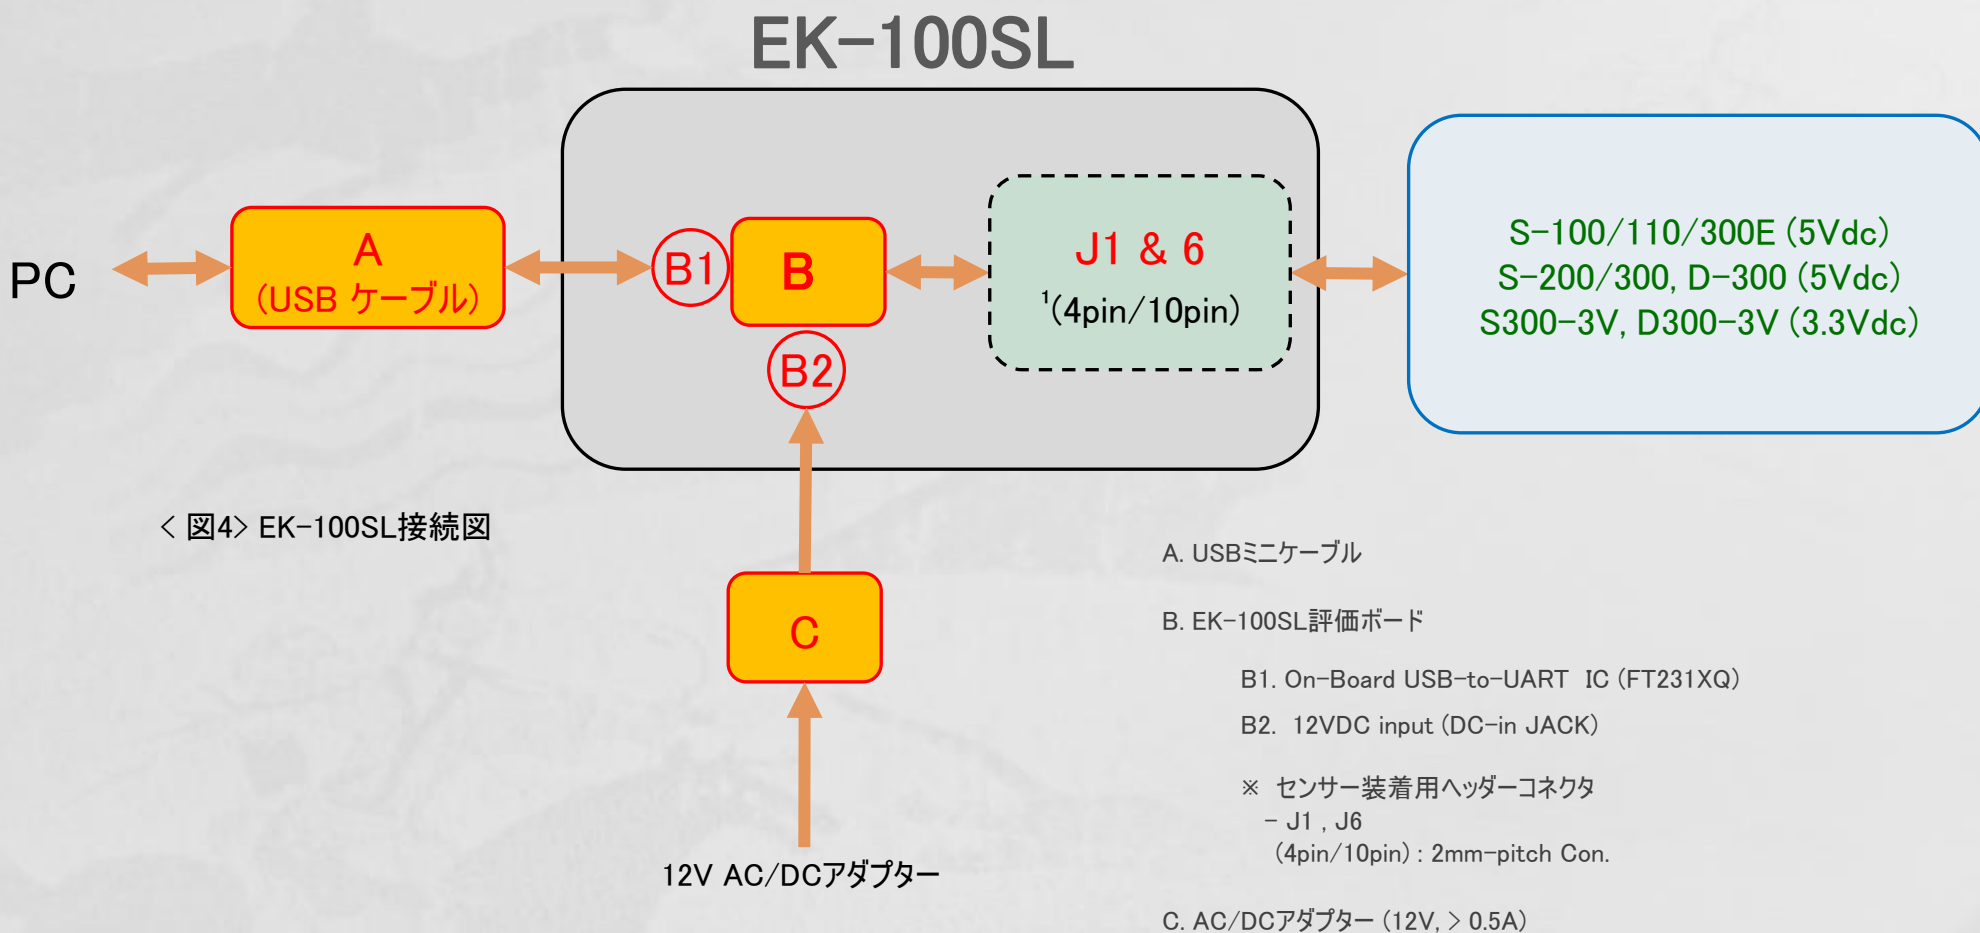 EK-100SL
PC
A
(USB ケーブル)
B1
B
B2
J1 & 6
¹(4pin/10pin)
S-100/110/300E (5Vdc)
S-200/300, D-300 (5Vdc)
S300-3V, D300-3V (3.3Vdc)
< 図4> EK-100SL接続図
C
12V AC/DCアダプター
A. USBミニケーブル
B. EK-100SL評価ボード
B1. On-Board USB-to-UART IC (FT231XQ)
B2. 12VDC input (DC-in JACK)
※ センサー装着用ヘッダーコネクタ
- J1 , J6
(4pin/10pin) : 2mm-pitch Con.
C. AC/DCアダプター (12V, > 0.5A)